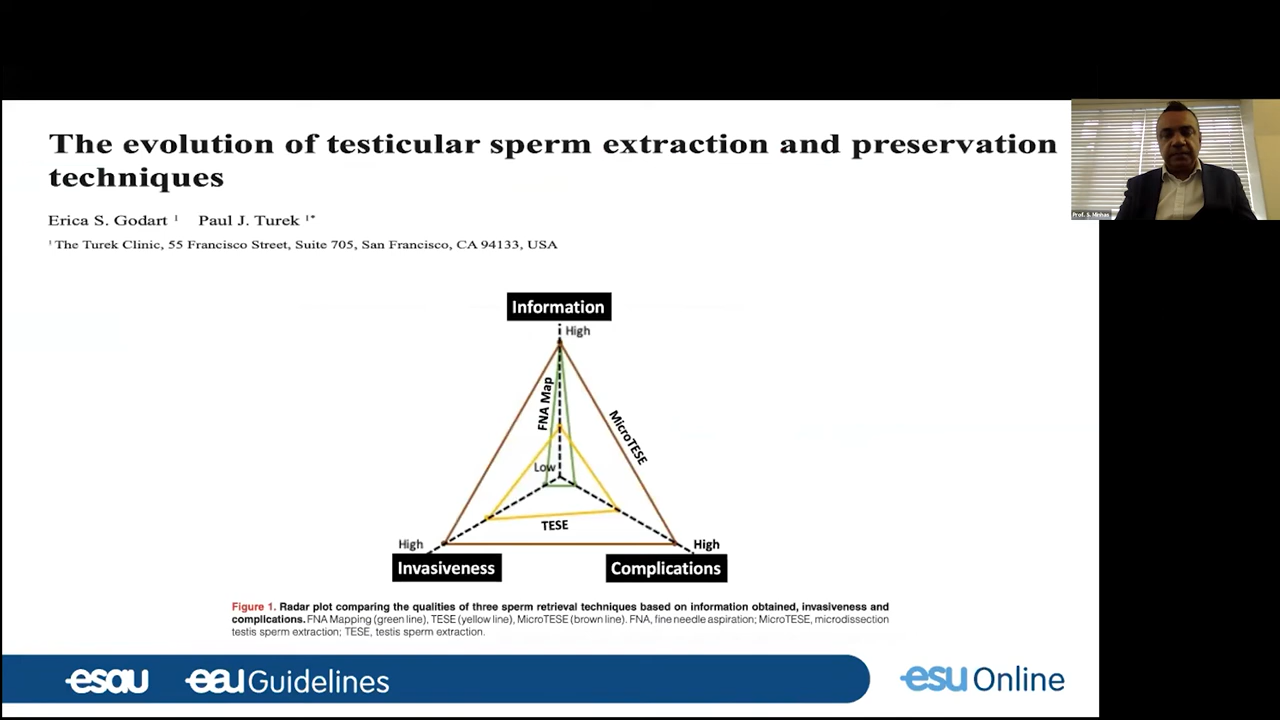 The evolution of testicular sperm extraction and preservation
techniques
Erica S. Godart 1 Paul J. Turek 1*
1 The Turek Clinic, 55 Francisco Street, Suite 705, San Francisco, CA 94133, USA
Prof. S. Minhas
Information
High
FNA Map
MicroTESE
Low
TESE
High
High
Invasiveness
Complications
Figure 1. Radar plot comparing the qualities of three sperm retrieval techniques based on information obtained, invasiveness and
complications. FNA Mapping (green line), TESE (yellow line), MicroTESE (brown line). FNA, fine needle aspiration; MicroTESE, microdissection
testis sperm extraction; TESE, testis sperm extraction.
esau eau Guidelines esu Online